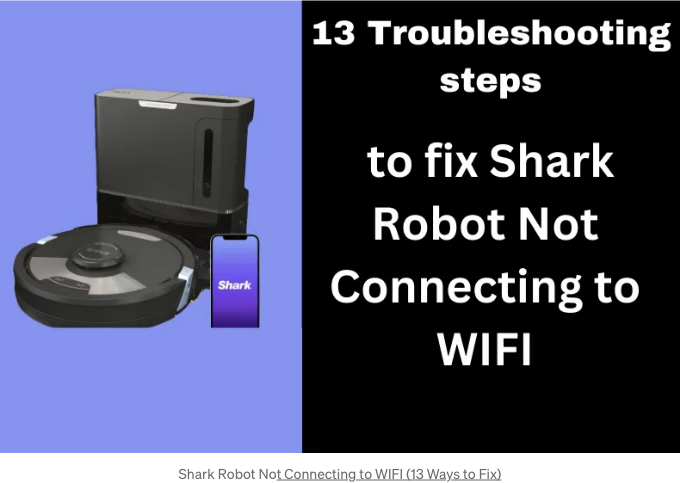 13 Troubleshooting
steps
to fix Shark
Robot Not
Connecting to
WIFI
Shark
Shark Robot Not Connecting to WIFI (13 Ways to Fix)